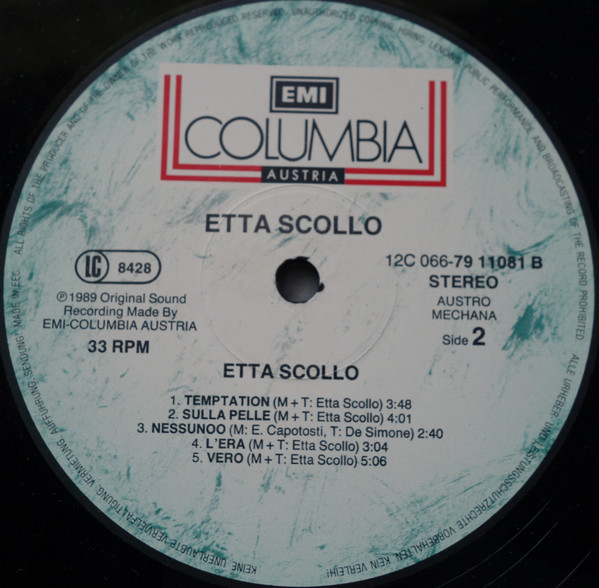 EMI
COLUMBIA
AUSTRIA
ETTA SCOLLO
LC 8428
12C 066-79 11081 B
STEREO
AUSTRO
MECHANA
Side 2
℗1989 Original Sound
Recording Made By
EMI-COLUMBIA AUSTRIA
33 RPM
ETTA SCOLLO
1. TEMPTATION (M + T: Etta Scollo) 3:48
2. SULLA PELLE (M + T: Etta Scollo) 4:01
3. NESSUNOO (M: E. Capotosti, T: De Simone) 2:40
4. L'ERA (M + T: Etta Scollo) 3:04
5. VERO (M + T: Etta Scollo) 5:06
MADE IN EEC. ALL RIGHTS OF THE PRODUCER AND OF THE OWNER OF THE WORK REPRODUCED RESERVED. UNAUTHORIZED COPYING, HIRING, LENDING, PUBLIC PERFORMANCE AND BROADCASTING OF THE RECORD PROHIBITED. ALLE URHEBER- UND LEISTUNGSSCHUTZRECHTE VORBEHALTEN. KEIN VERLEIH! KEINE UNERLAUBTE VERVIELFÄLTIGUNG, VERMIETUNG, AUFFÜHRUNG, SENDUNG.